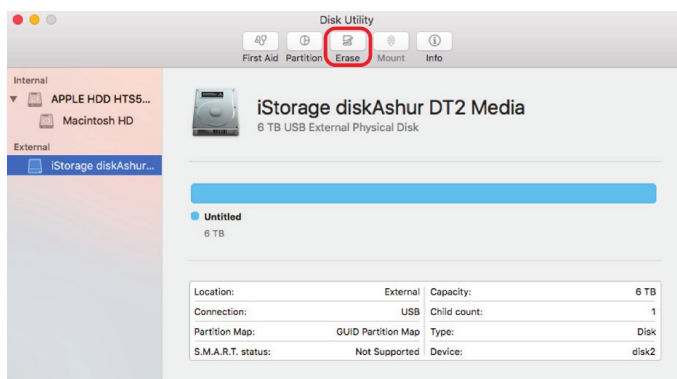 Disk Utility
First Aid Partition Erase Mount Info
Internal
APPLE HDD HTS5...
Macintosh HD
External
iStorage diskAshur...
iStorage diskAshur DT2 Media
6 TB USB External Physical Disk
Untitled
6 TB
Location: External Capacity: 6 TB
Connection: USB Child count: 1
Partition Map: GUID Partition Map Type: Disk
S.M.A.R.T. status: Not Supported Device: disk2